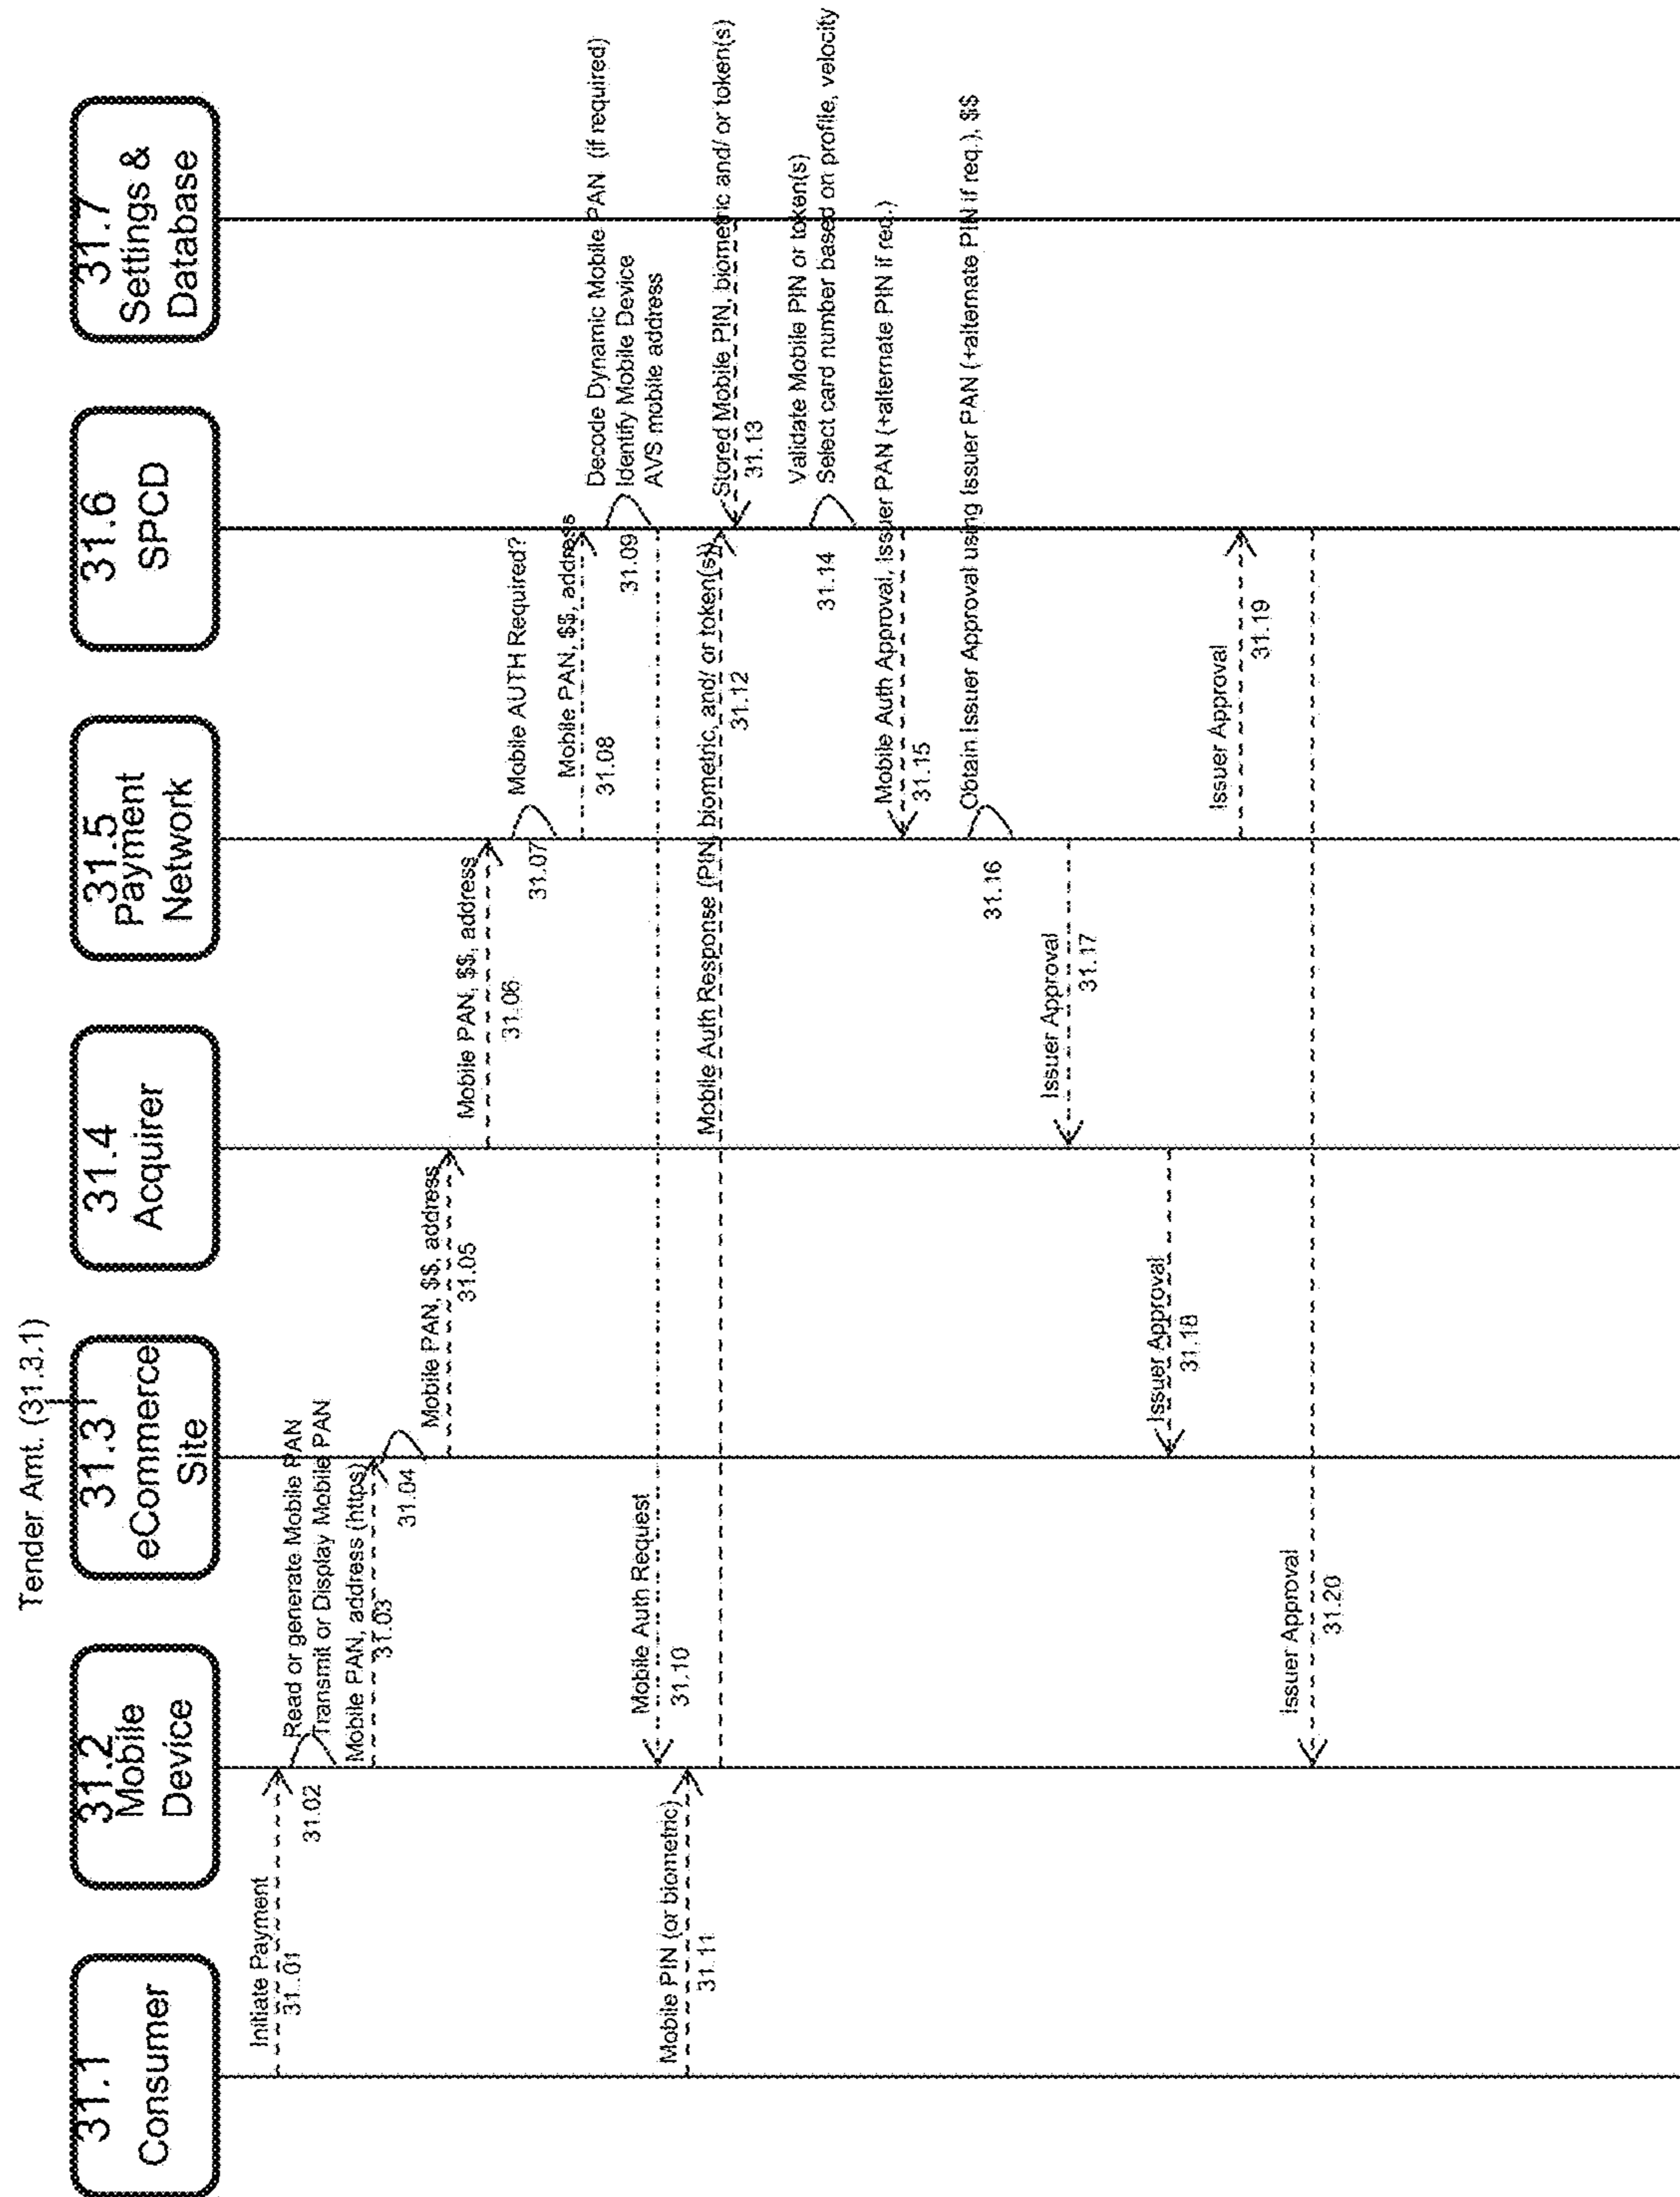 Tender Amt. (31.3.1)
31.1
Consumer
31.2
Mobile
Device
31.3
eCommerce
Site
31.4
Acquirer
31.5
Payment
Network
31.6
SPCD
31.7
Settings &
Database
Initiate Payment
31.01
Read or generate Mobile PAN
Transmit or Display Mobile PAN
31.02
Mobile PAN, address (https)
31.03
31.04
Mobile PAN, $$, address
31.05
Mobile PAN, $$, address
31.06
Mobile AUTH Required?
31.07
Mobile PAN, $$, address
31.08
Decode Dynamic Mobile PAN (if required)
Identify Mobile Device
AVS mobile address
31.09
Mobile Auth Request
31.10
Mobile PIN (or biometric)
31.11
Mobile Auth Response (PIN, biometric, and/ or token(s))
31.12
Stored Mobile PIN, biometric and/ or token(s)
31.13
Validate Mobile PIN or token(s)
Select card number based on profile, velocity
31.14
Mobile Auth Approval, Issuer PAN (+alternate PIN if req.)
31.15
Obtain Issuer Approval using Issuer PAN (+alternate PIN if req.), $$
31.16
Issuer Approval
31.17
Issuer Approval
31.18
Issuer Approval
31.19
Issuer Approval
31.20